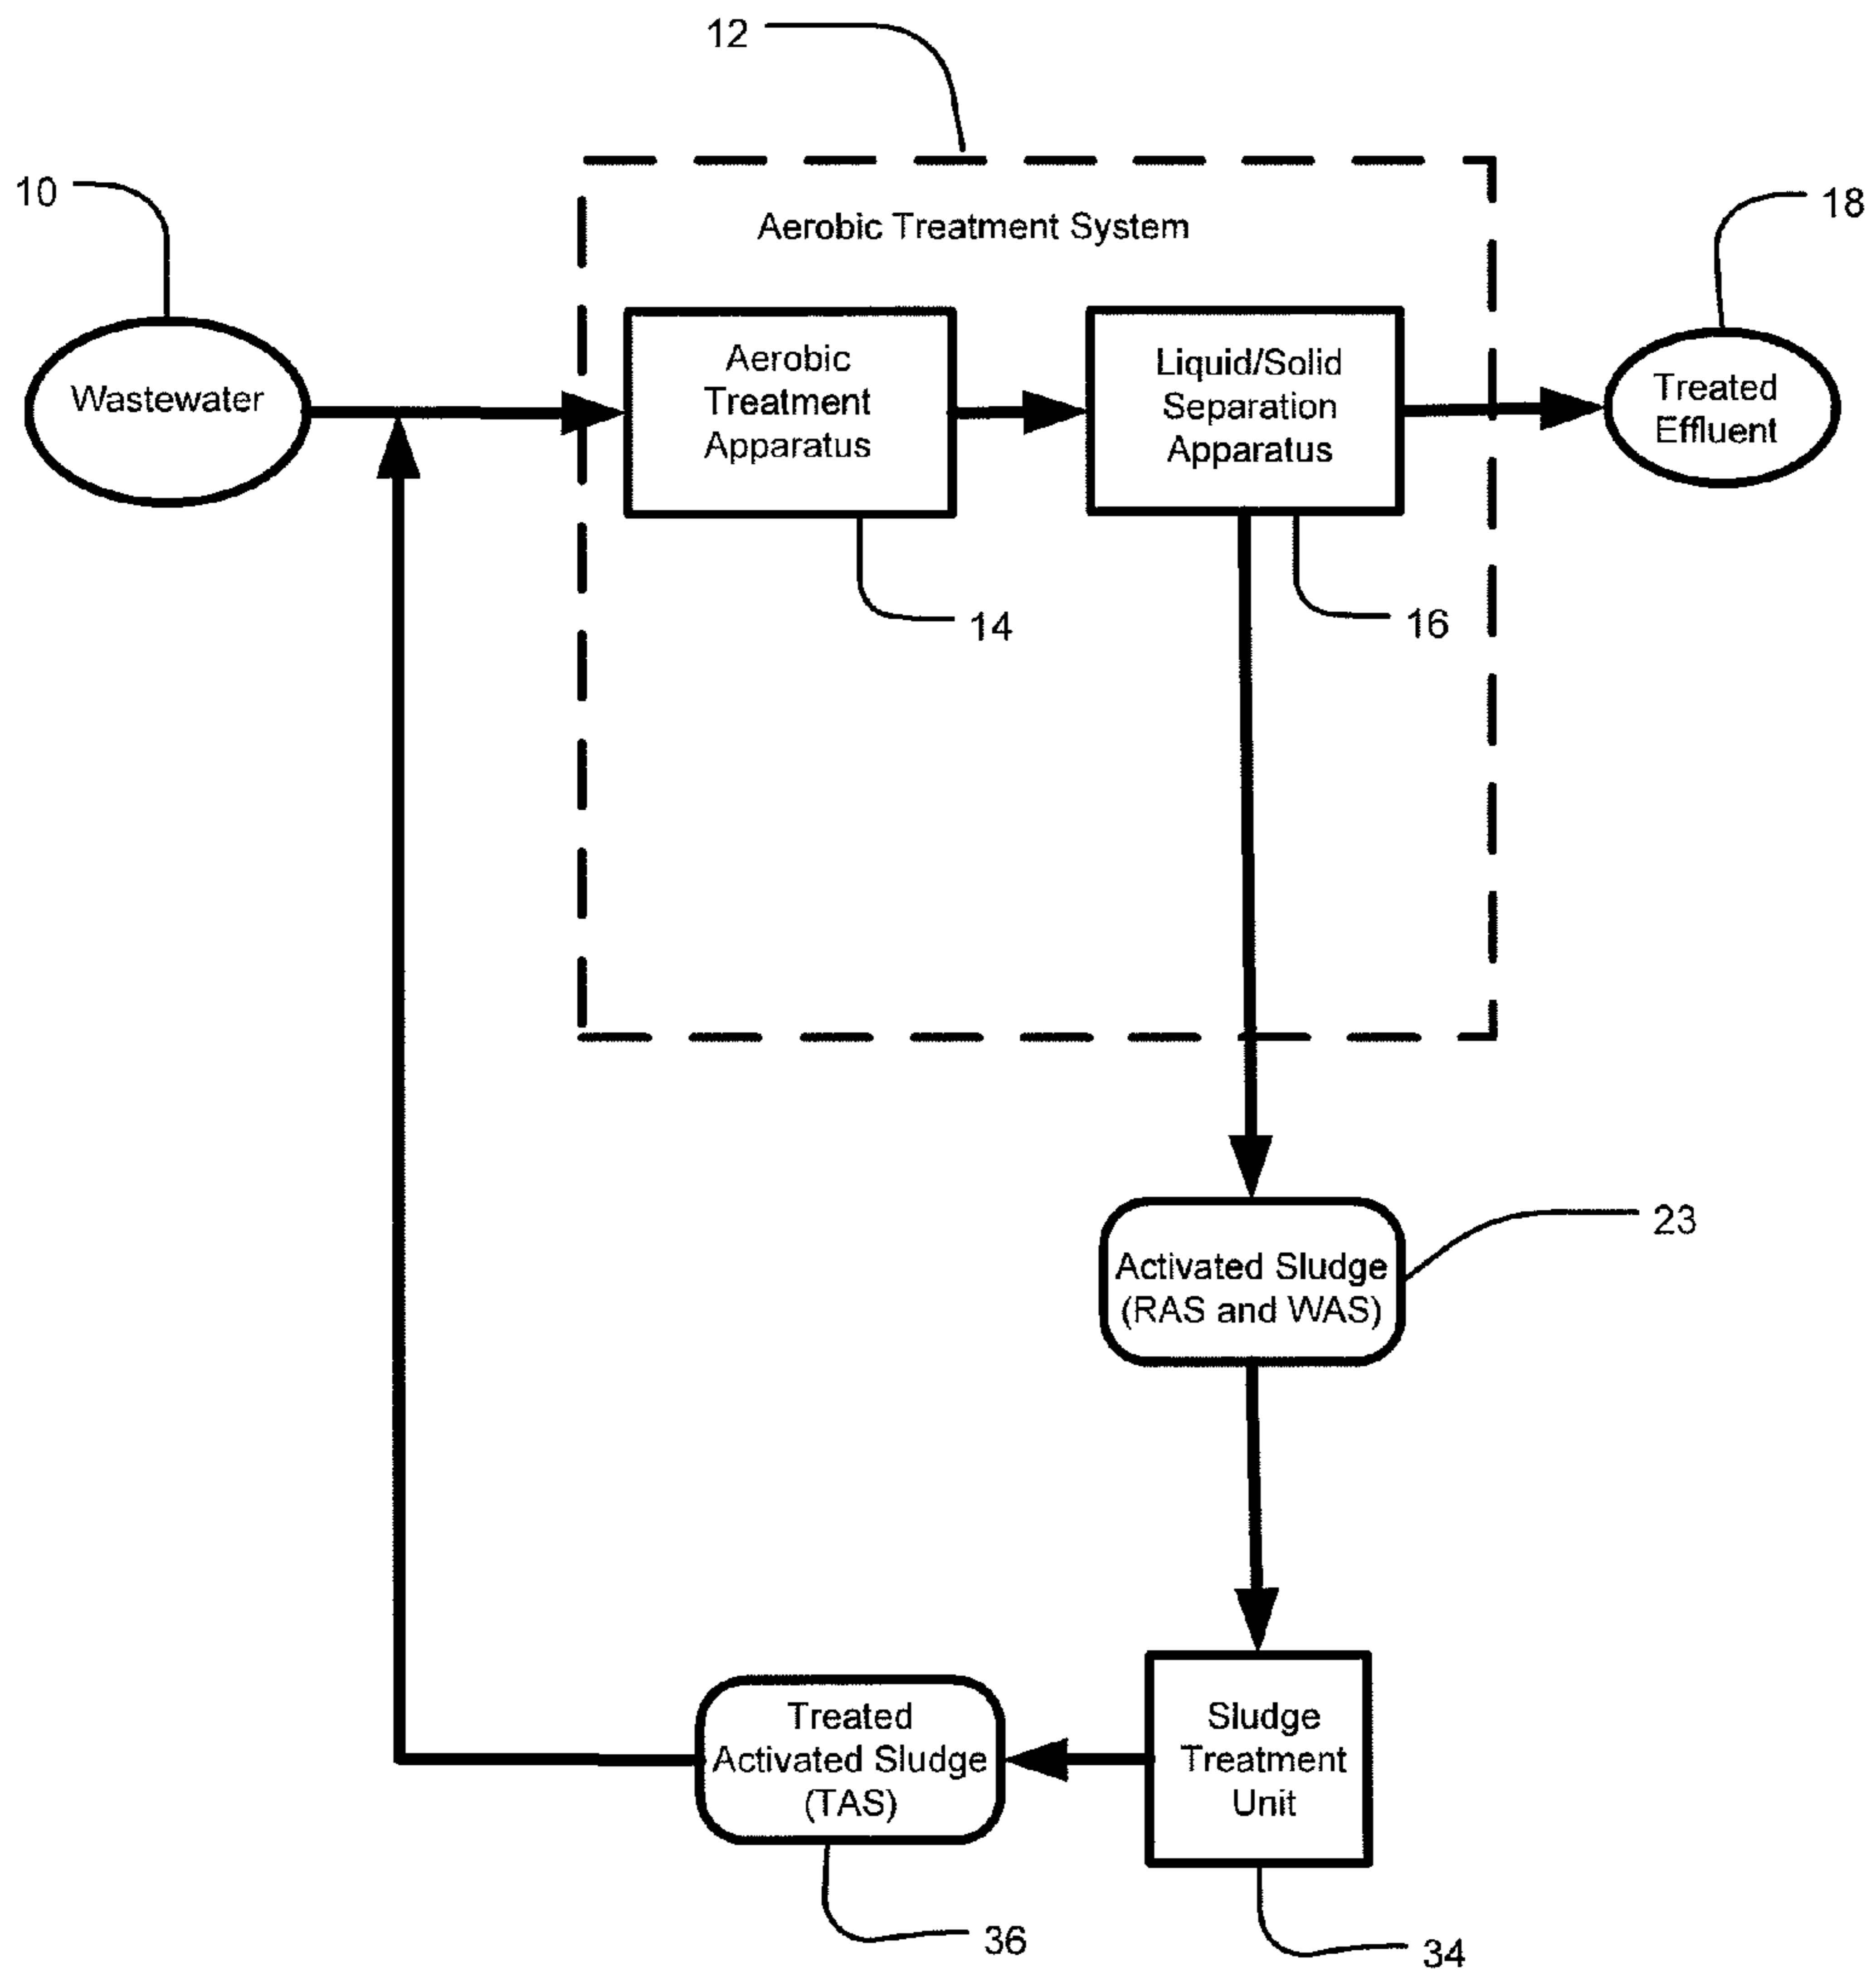 12
10
18
Aerobic Treatment System
Wastewater
Aerobic
Treatment
Apparatus
Liquid/Solid
Separation
Apparatus
Treated
Effluent
14
16
23
Activated Sludge
(RAS and WAS)
Treated
Activated Sludge
(TAS)
Sludge
Treatment
Unit
36
34